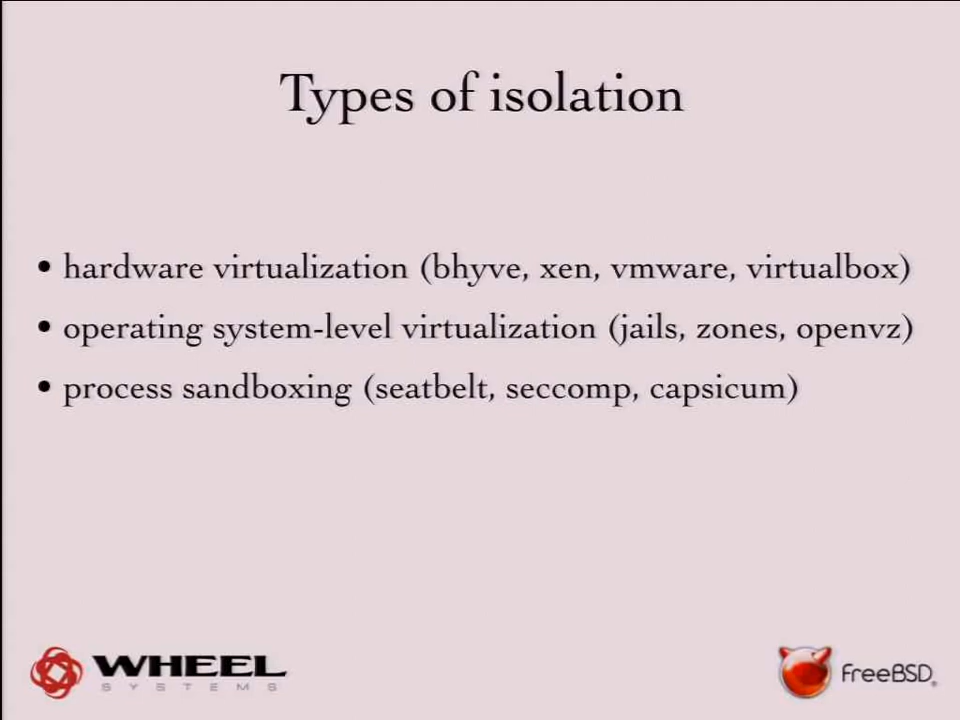 Types of isolation
• hardware virtualization (bhyve, xen, vmware, virtualbox)
• operating system-level virtualization (jails, zones, openvz)
• process sandboxing (seatbelt, seccomp, capsicum)
WHEEL
SYSTEMS
FreeBSD®